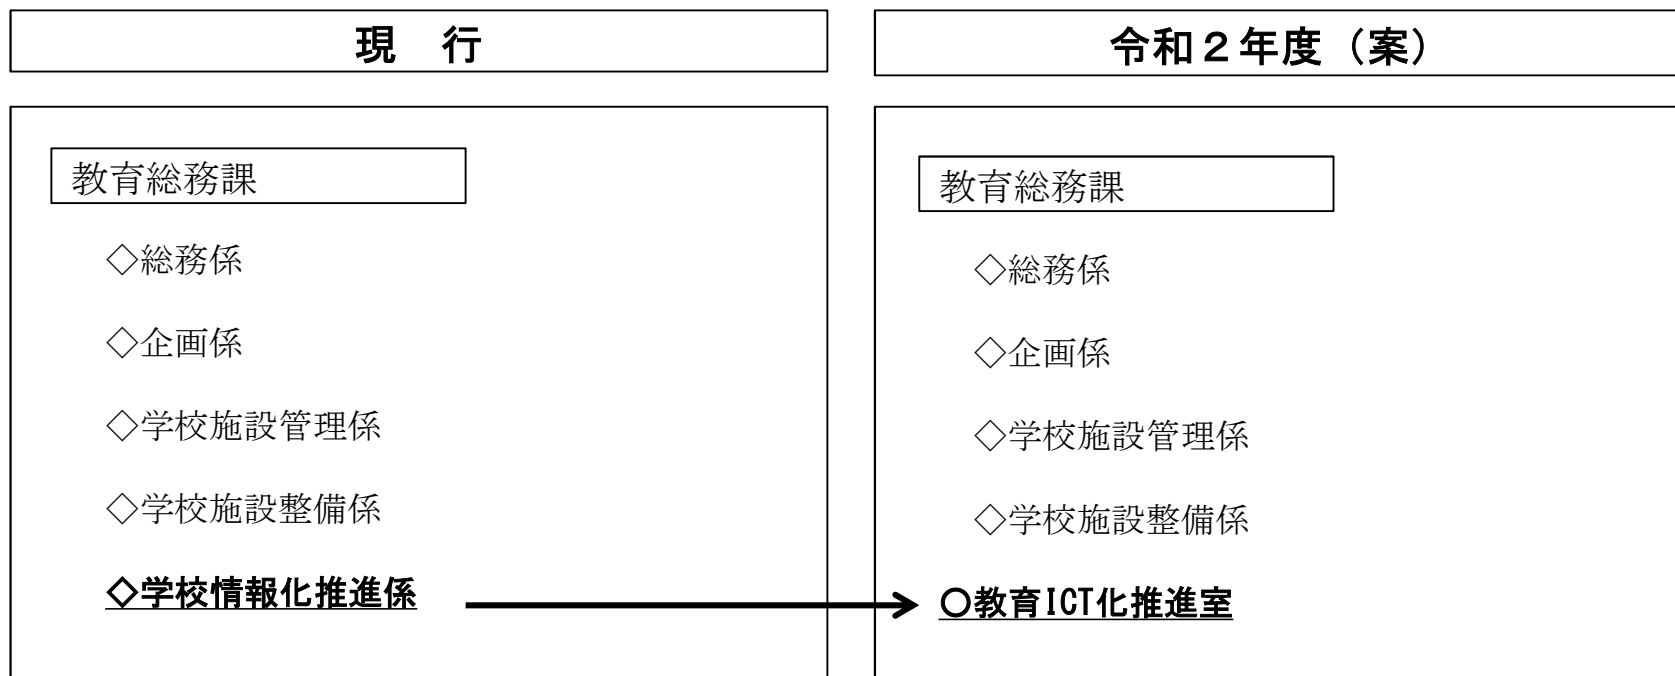 現　行
教育総務課
◇総務係
◇企画係
◇学校施設管理係
◇学校施設整備係
◇学校情報化推進係
令和２年度（案）
教育総務課
◇総務係
◇企画係
◇学校施設管理係
◇学校施設整備係
○教育ICT化推進室